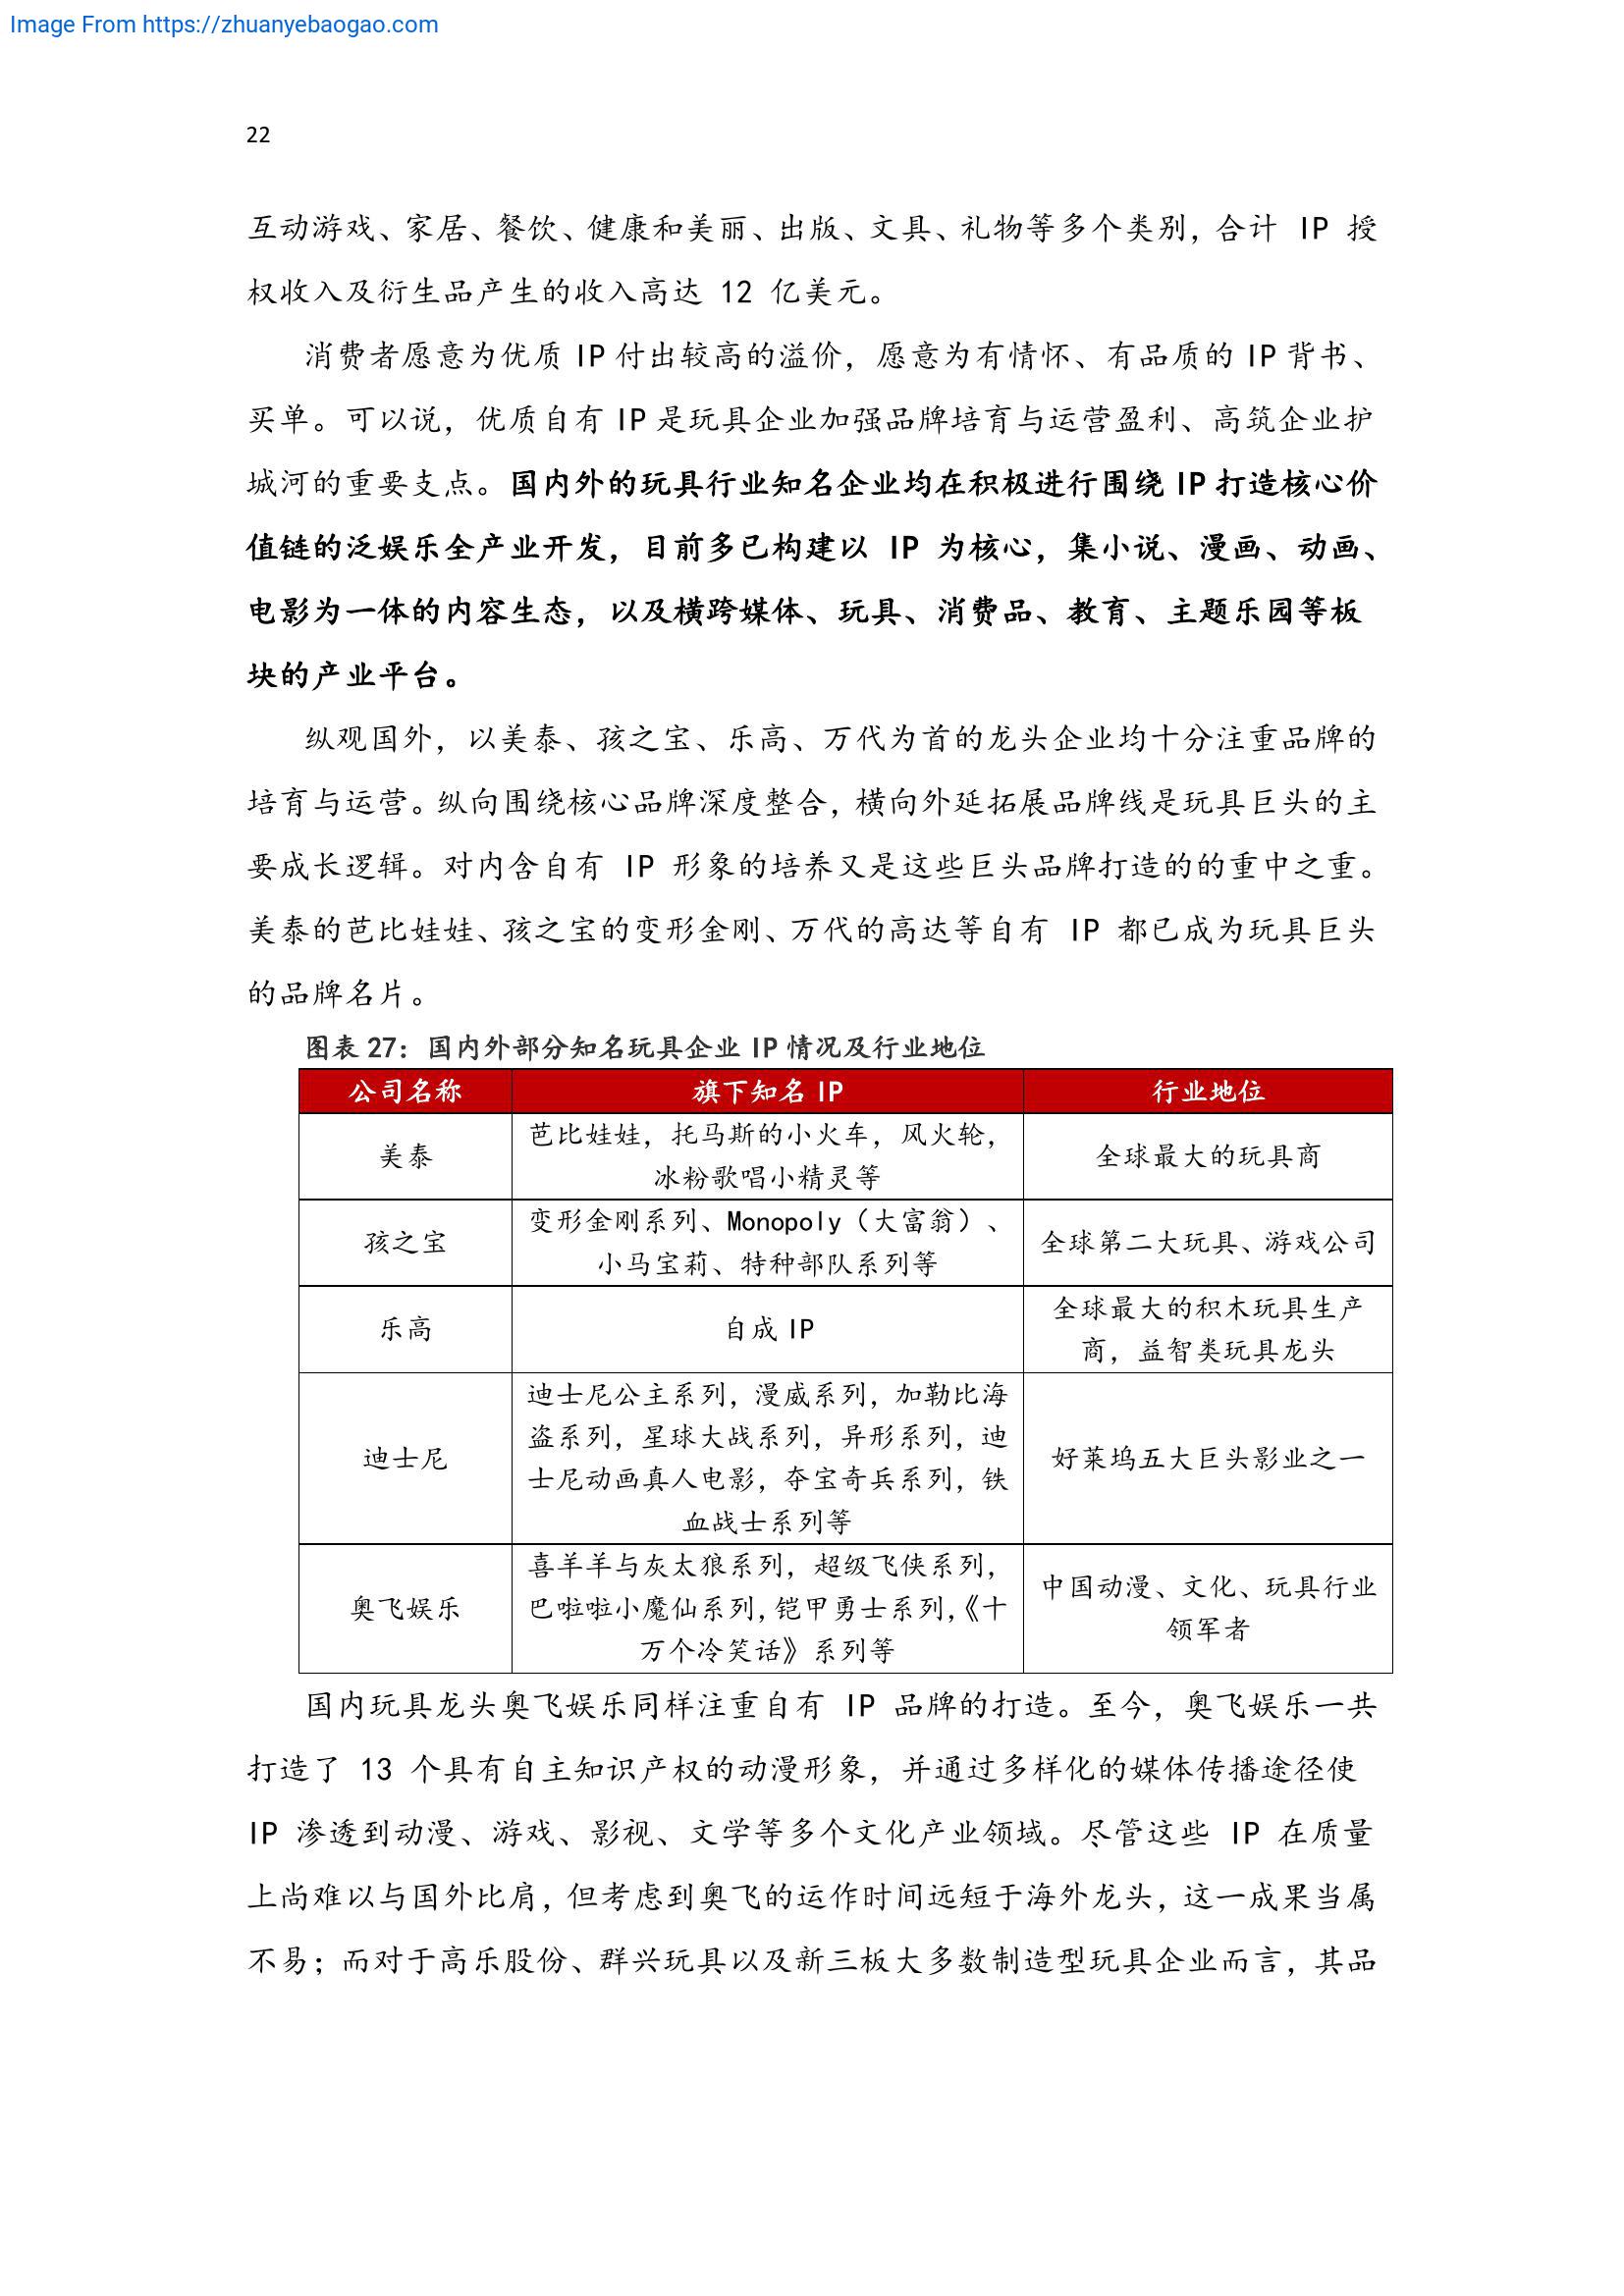 Image From https://zhuanyebaogao.com
22
互动游戏、家居、餐饮、健康和美丽、出版、文具、礼物等多个类别，合计 IP 授
权收入及衍生品产生的收入高达 12 亿美元。
消费者愿意为优质 IP 付出较高的溢价，愿意为有情怀、有品质的 IP 背书、
买单。可以说，优质自有 IP 是玩具企业加强品牌培育与运营盈利、高筑企业护
城河的重要支点。国内外的玩具行业知名企业均在积极进行围绕 IP 打造核心价
值链的泛娱乐全产业开发，目前多已构建以 IP 为核心，集小说、漫画、动画、
电影为一体的内容生态，以及横跨媒体、玩具、消费品、教育、主题乐园等板
块的产业平台。
纵观国外，以美泰、孩之宝、乐高、万代为首的龙头企业均十分注重品牌的
培育与运营。纵向围绕核心品牌深度整合，横向外延拓展品牌线是玩具巨头的主
要成长逻辑。对内含自有 IP 形象的培养又是这些巨头品牌打造的的重中之重。
美泰的芭比娃娃、孩之宝的变形金刚、万代的高达等自有 IP 都已成为玩具巨头
的品牌名片。
图表 27：国内外部分知名玩具企业 IP 情况及行业地位
公司名称 旗下知名 IP 行业地位
美泰 芭比娃娃，托马斯的小火车，风火轮， 全球最大的玩具商
冰粉歌唱小精灵等
孩之宝 变形金刚系列、Monopoly（大富翁）、 全球第二大玩具、游戏公司
小马宝莉、特种部队系列等
乐高 自成 IP 全球最大的积木玩具生产
商，益智类玩具龙头
迪士尼 迪士尼公主系列，漫威系列，加勒比海 好莱坞五大巨头影业之一
盗系列，星球大战系列，异形系列，迪
士尼动画真人电影，夺宝奇兵系列，铁
血战士系列等
奥飞娱乐 喜羊羊与灰太狼系列，超级飞侠系列， 中国动漫、文化、玩具行业
巴啦啦小魔仙系列，铠甲勇士系列，《十 领军者
万个冷笑话》系列等
国内玩具龙头奥飞娱乐同样注重自有 IP 品牌的打造。至今，奥飞娱乐一共
打造了 13 个具有自主知识产权的动漫形象，并通过多样化的媒体传播途径使
IP 渗透到动漫、游戏、影视、文学等多个文化产业领域。尽管这些 IP 在质量
上尚难以与国外比肩，但考虑到奥飞的运作时间远短于海外龙头，这一成果当属
不易；而对于高乐股份、群兴玩具以及新三板大多数制造型玩具企业而言，其品